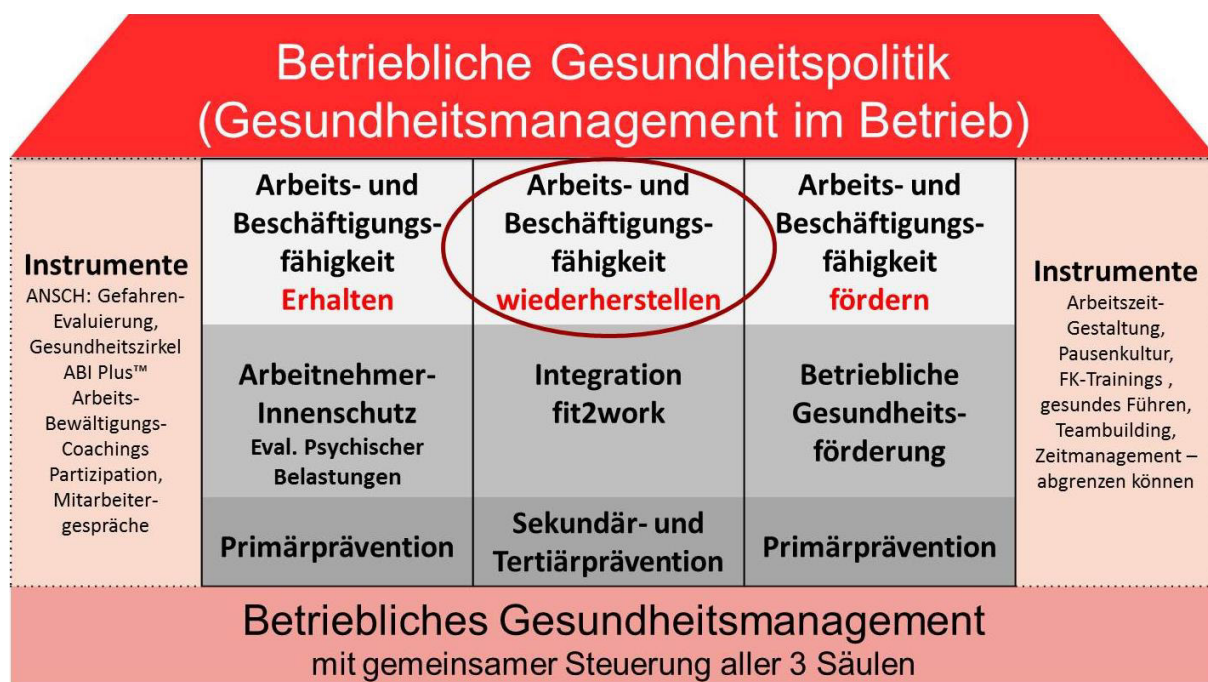 Betriebliche Gesundheitspolitik
(Gesundheitsmanagement im Betrieb)
Instrumente
ANSCH: Gefahren-
Evaluierung,
Gesundheitszirkel
ABI Plus™
Arbeits-
Bewältigungs-
Coachings
Partizipation,
Mitarbeiter-
gespräche
Arbeits- und
Beschäftigungs-
fähigkeit
Erhalten
Arbeitnehmer-
Innenschutz
Eval. Psychischer
Belastungen
Primärprävention
Arbeits- und
Beschäftigungs-
fähigkeit
wiederherstellen
Integration
fit2work
Sekundär- und
Tertiärprävention
Arbeits- und
Beschäftigungs-
fähigkeit
fördern
Betriebliche
Gesundheits-
förderung
Primärprävention
Instrumente
Arbeitszeit-
Gestaltung,
Pausenkultur,
FK-Trainings ,
gesundes Führen,
Teambuilding,
Zeitmanagement –
abgrenzen können
Betriebliches Gesundheitsmanagement
mit gemeinsamer Steuerung aller 3 Säulen